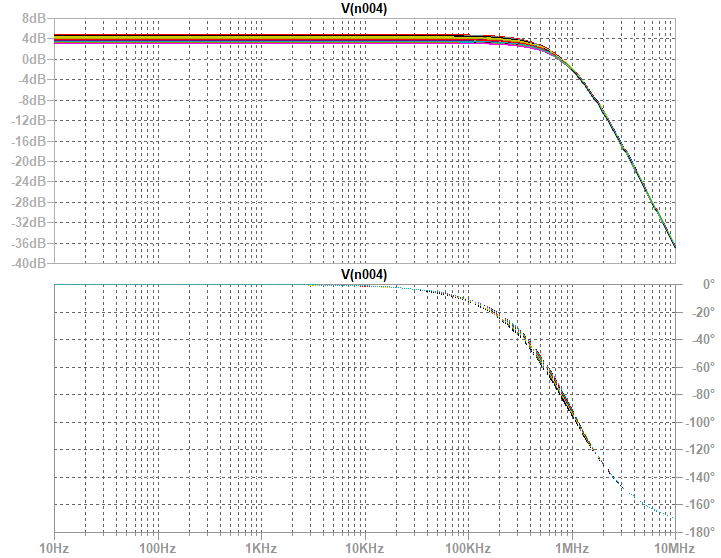 V(n004)
8dB
4dB
0dB
-4dB
-8dB
-12dB
-16dB
-20dB
-24dB
-28dB
-32dB
-36dB
-40dB
V(n004)
0°
-20°
-40°
-60°
-80°
-100°
-120°
-140°
-160°
-180°
10Hz 100Hz 1KHz 10KHz 100KHz 1MHz 10MHz